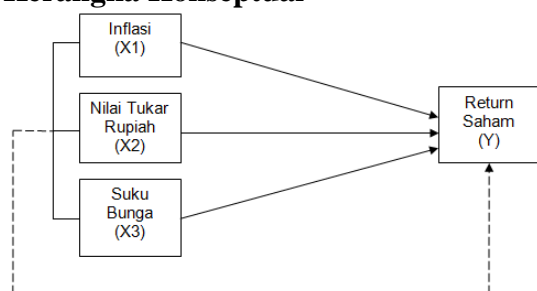 Kerangka Konseptual
Inflasi
(X1)
Nilai Tukar
Rupiah
(X2)
Suku
Bunga
(X3)
Return
Saham
(Y)